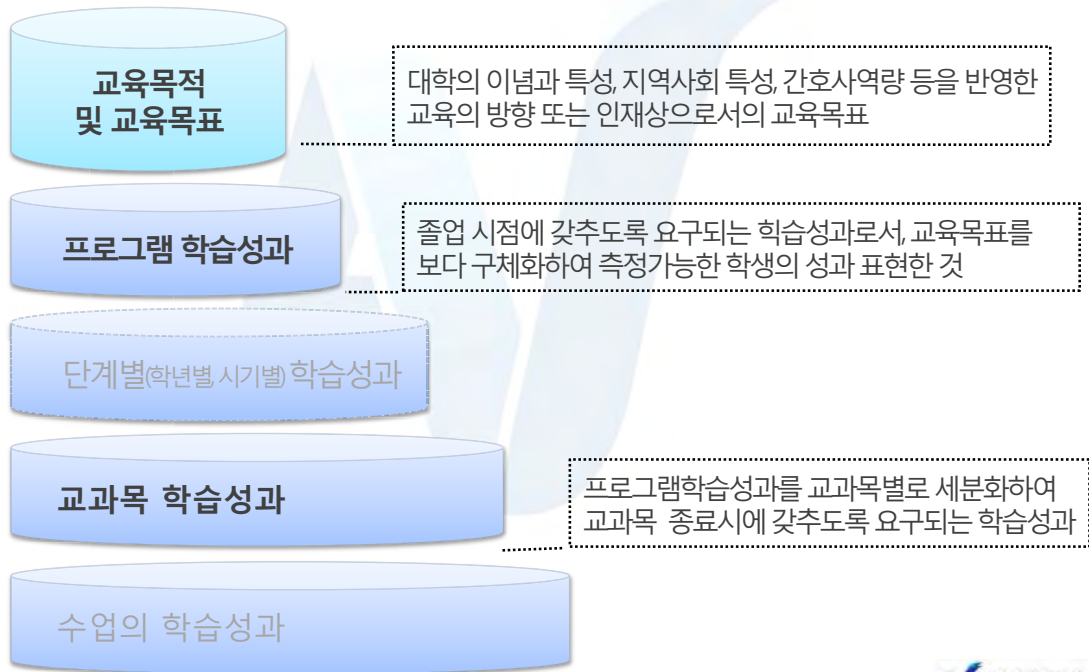 교육목적
및 교육목표
대학의 이념과 특성, 지역사회 특성, 간호사역량 등을 반영한
교육의 방향 또는 인재상으로서의 교육목표
프로그램 학습성과
졸업 시점에 갖추도록 요구되는 학습성과로서, 교육목표를
보다 구체화하여 측정가능한 학생의 성과 표현한 것
단계별(학년별, 시기별) 학습성과
교과목 학습성과
프로그램학습성과를 교과목별로 세분화하여
교과목 종료시에 갖추도록 요구되는 학습성과
수업의 학습성과